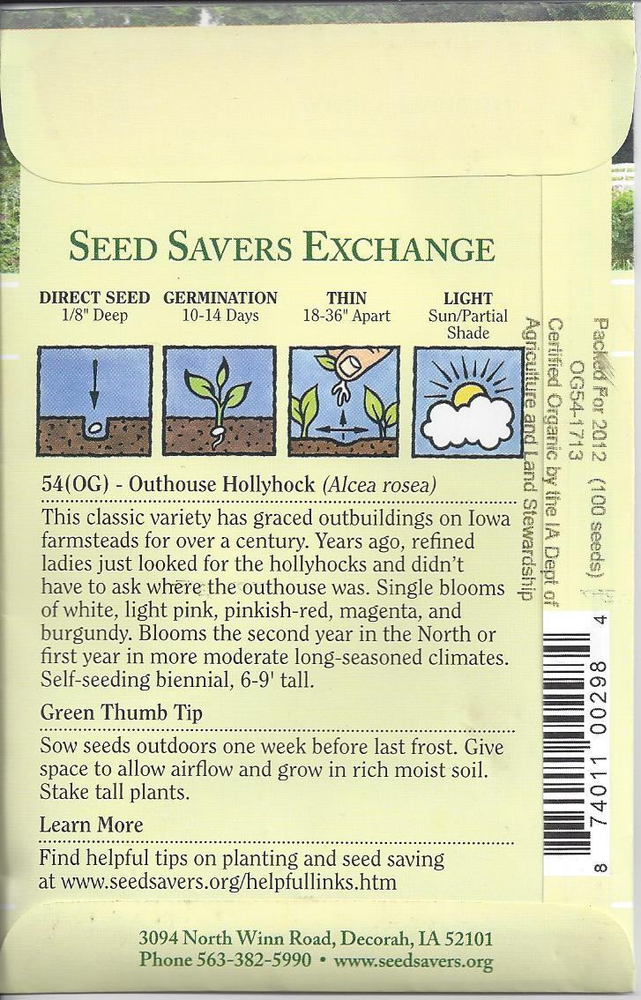 SEED SAVERS EXCHANGE
DIRECT SEED
1/8" Deep
GERMINATION
10-14 Days
THIN
18-36" Apart
LIGHT
Sun/Partial
Shade
54(OG) - Outhouse Hollyhock (Alcea rosea)
This classic variety has graced outbuildings on Iowa
farmsteads for over a century. Years ago, refined
ladies just looked for the hollyhocks and didn't
have to ask where the outhouse was. Single blooms
of white, light pink, pinkish-red, magenta, and
burgundy. Blooms the second year in the North or
first year in more moderate long-seasoned climates.
Self-seeding biennial, 6-9' tall.
Green Thumb Tip
Sow seeds outdoors one week before last frost. Give
space to allow airflow and grow in rich moist soil.
Stake tall plants.
Learn More
Find helpful tips on planting and seed saving
at www.seedsavers.org/helpfullinks.htm
3094 North Winn Road, Decorah, IA 52101
Phone 563-382-5990 • www.seedsavers.org
Packed For 2012 (100 seeds)
OG54-1713
Certified Organic by the IA Dept of
Agriculture and Land Stewardship
8 74011 00298 4